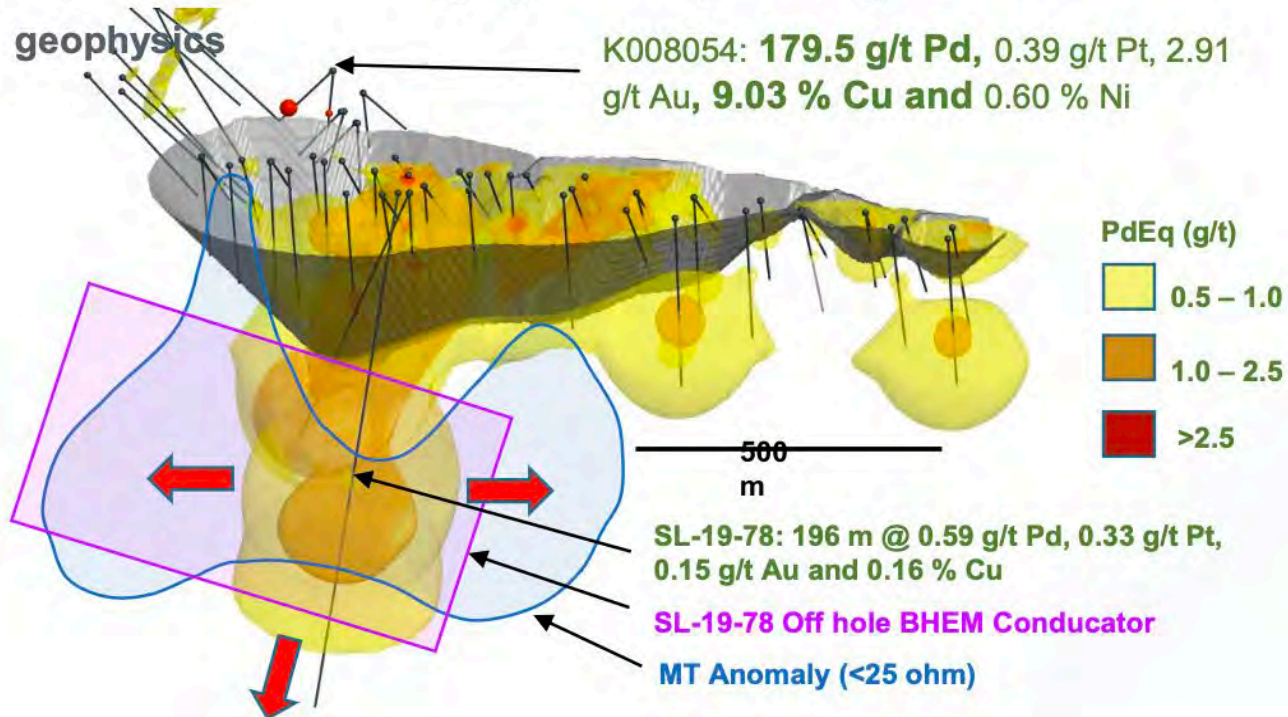 geophysics
K008054: 179.5 g/t Pd, 0.39 g/t Pt, 2.91
g/t Au, 9.03 % Cu and 0.60 % Ni
PdEq (g/t)
0.5 – 1.0
1.0 – 2.5
>2.5
500
m
SL-19-78: 196 m @ 0.59 g/t Pd, 0.33 g/t Pt,
0.15 g/t Au and 0.16 % Cu
SL-19-78 Off hole BHEM Conducator
MT Anomaly (<25 ohm)